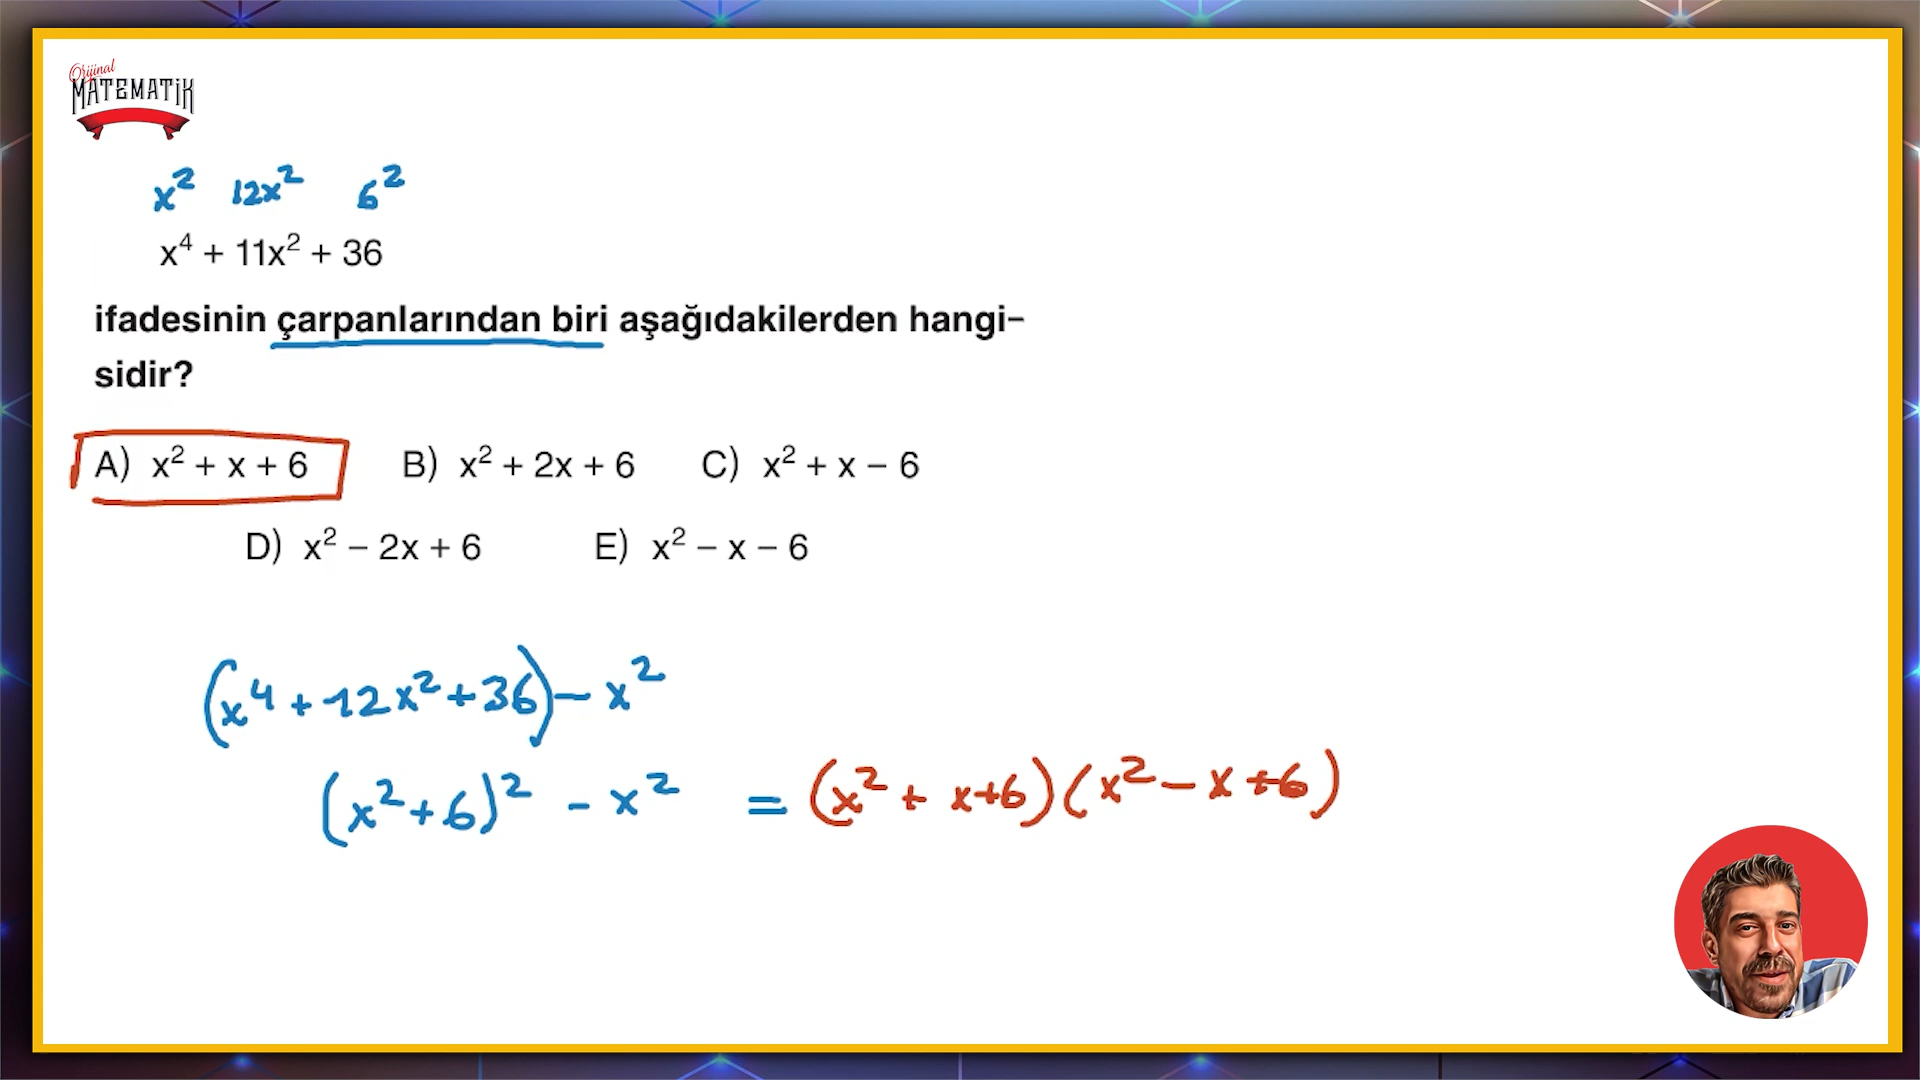 Orijinal
MATEMATİK
x² 12x² 6²
x⁴ + 11x² + 36
ifadesinin çarpanlarından biri aşağıdakilerden hangi–
sidir?
A) x² + x + 6 B) x² + 2x + 6 C) x² + x – 6
D) x² – 2x + 6 E) x² – x – 6
(x⁴ + 12x² + 36) – x²
(x² + 6)² – x² = (x² + x + 6)(x² – x + 6)